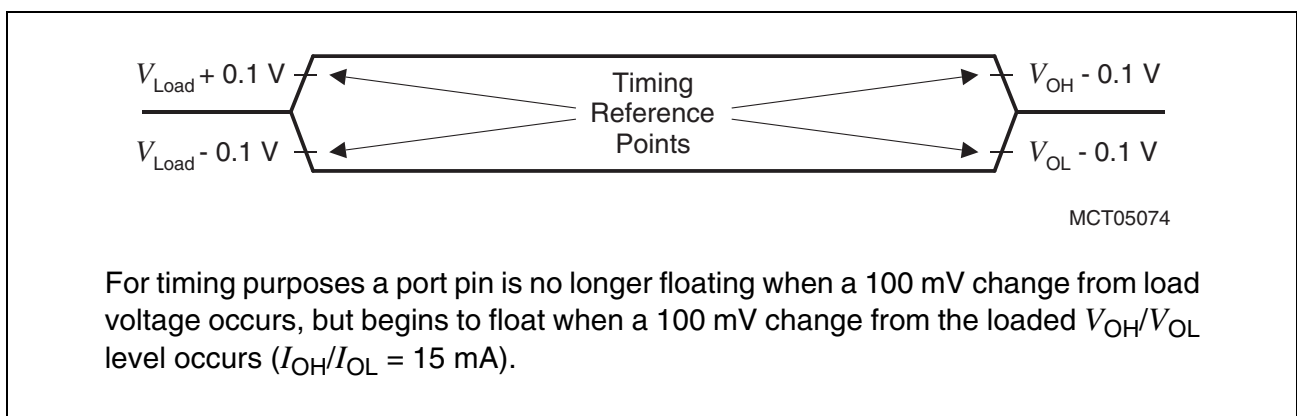 V_Load + 0.1 V
V_Load - 0.1 V
Timing
Reference
Points
V_OH - 0.1 V
V_OL - 0.1 V
MCT05074
For timing purposes a port pin is no longer floating when a 100 mV change from load
voltage occurs, but begins to float when a 100 mV change from the loaded V_OH/V_OL
level occurs (I_OH/I_OL = 15 mA).